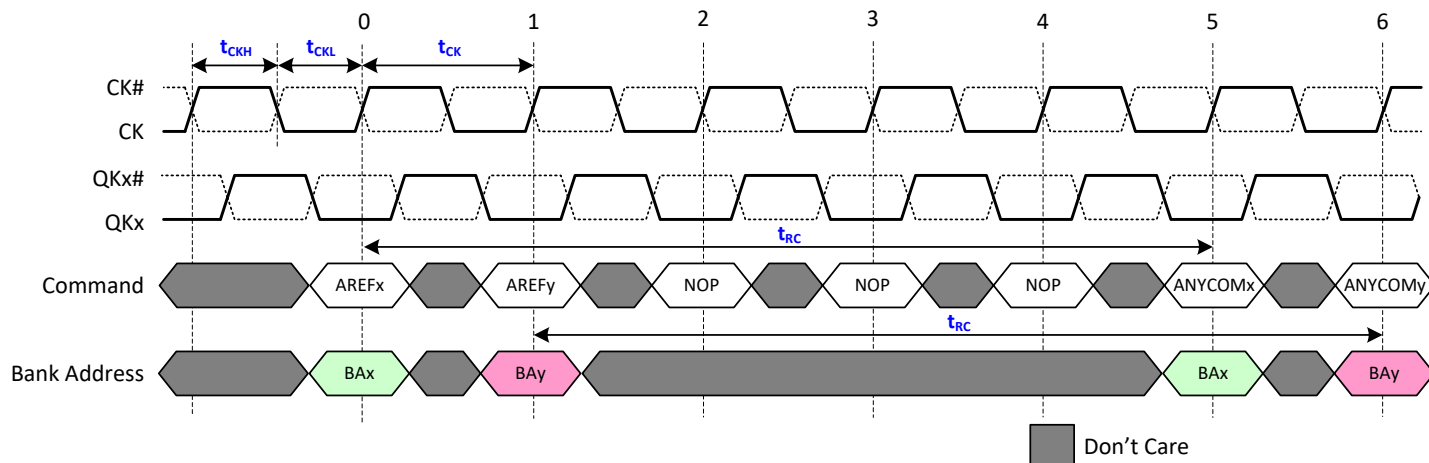 0 1 2 3 4 5 6
tCKH tCKL tCK
CK#
CK
QKx#
QKx
tRC
Command AREFx AREFy NOP NOP NOP ANYCOMx ANYCOMy
tRC
Bank Address BAx BAy BAx BAy
Don't Care